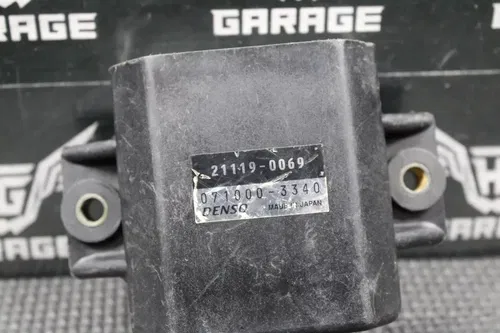 GARAGE
GARAGE
21119-0069
071000-3340
DENSO MADE IN JAPAN